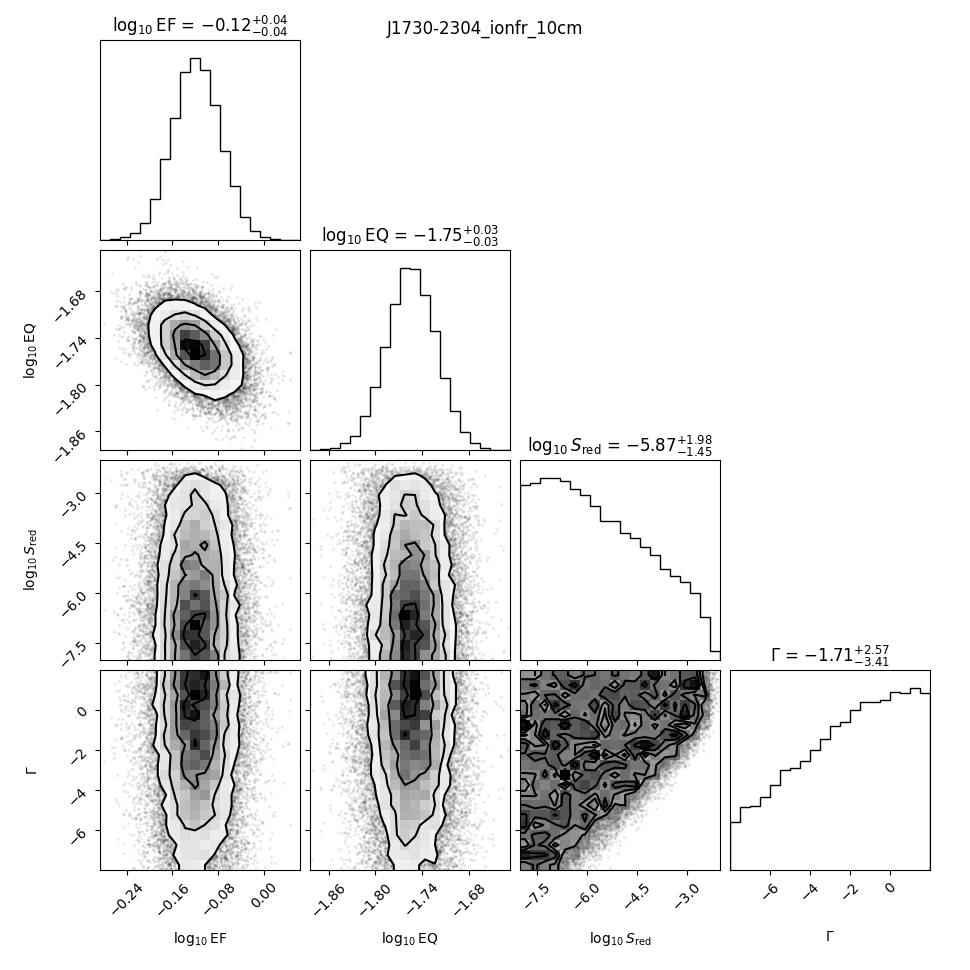 log₁₀ EF = −0.12⁺⁰·⁰⁴₋₀.₀₄
J1730-2304_ionfr_10cm
log₁₀ EQ = −1.75⁺⁰·⁰³₋₀.₀₃
−1.68
−1.74
−1.80
−1.86
log₁₀ EQ
log₁₀ S_red = −5.87⁺¹·⁹⁸₋₁.₄₅
−3.0
−4.5
−6.0
−7.5
log₁₀ S_red
Γ = −1.71⁺²·⁵⁷₋₃.₄₁
0
−2
−4
−6
Γ
−0.24
−0.16
−0.08
0.00
log₁₀ EF
−1.86
−1.80
−1.74
−1.68
log₁₀ EQ
−7.5
−6.0
−4.5
−3.0
log₁₀ S_red
−6
−4
−2
0
Γ